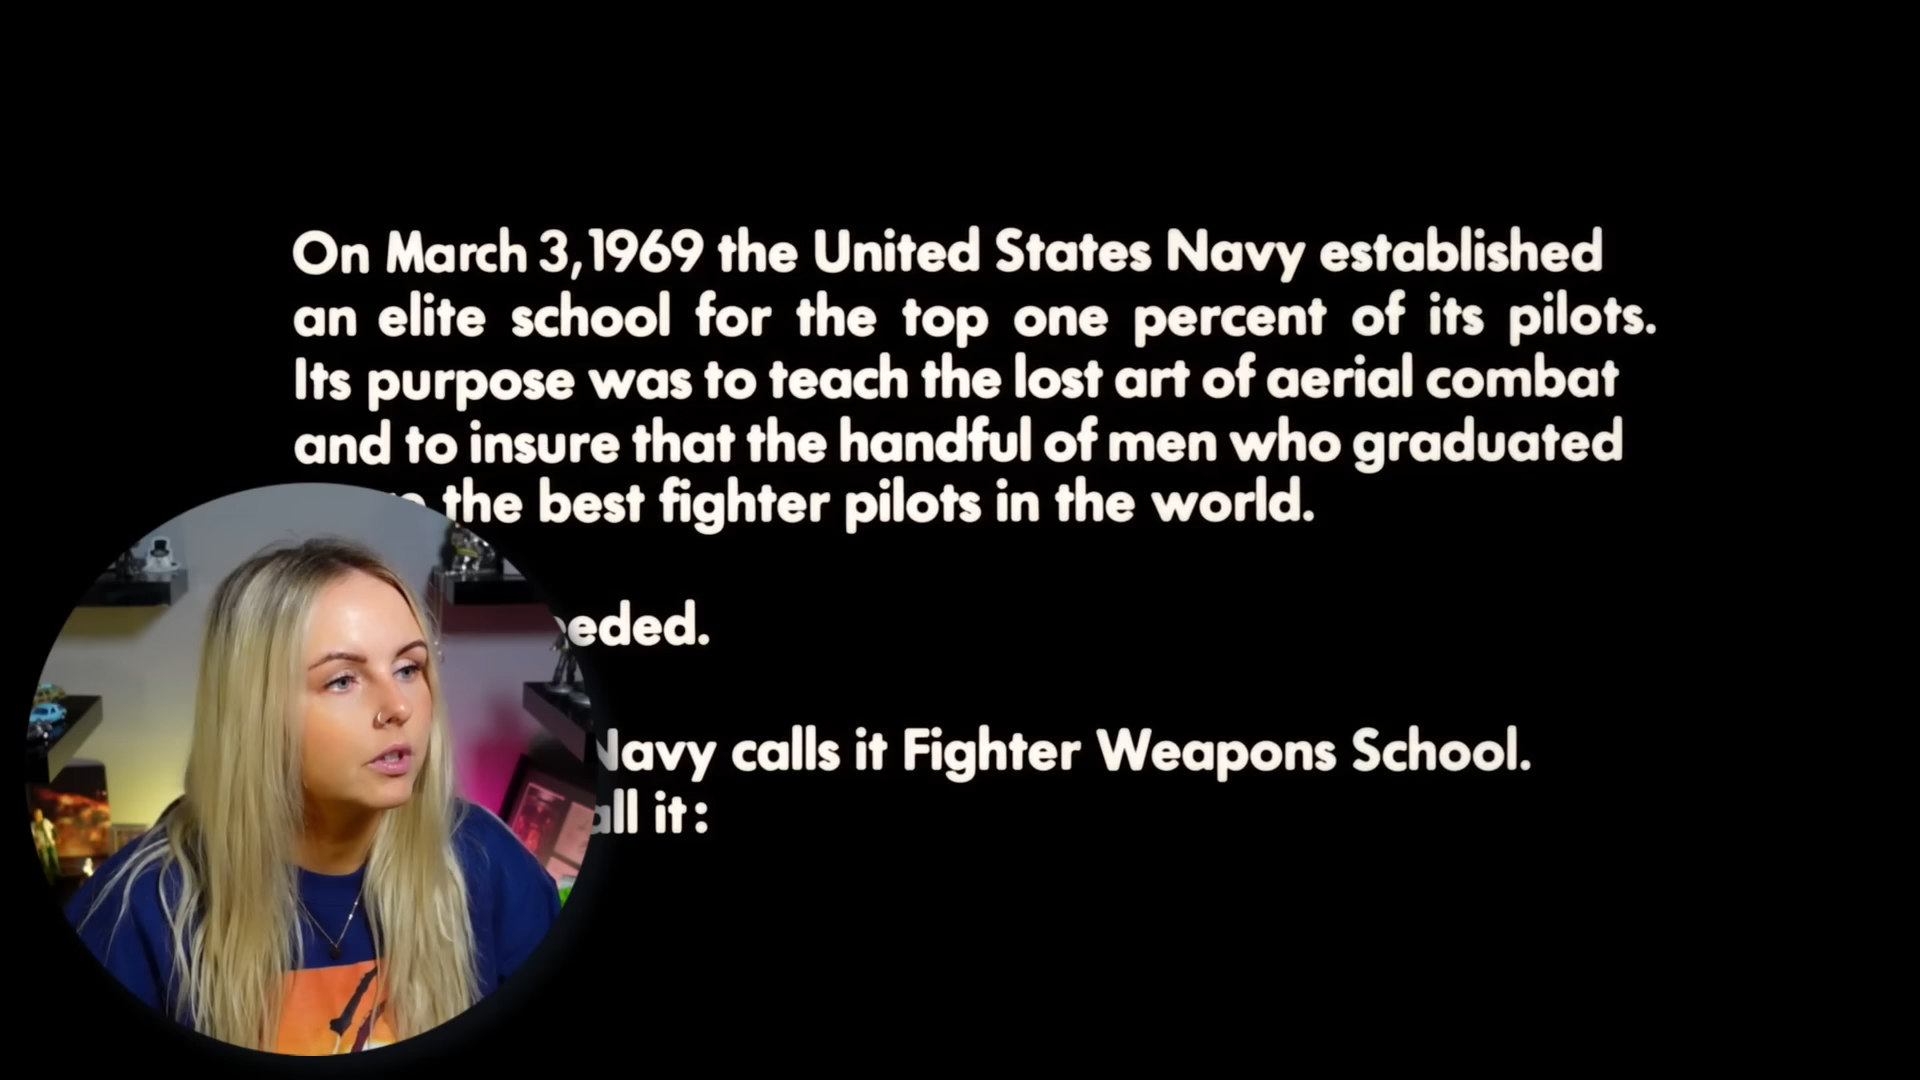 On March 3,1969 the United States Navy established
an elite school for the top one percent of its pilots.
Its purpose was to teach the lost art of aerial combat
and to insure that the handful of men who graduated
the best fighter pilots in the world.
Navy calls it Fighter Weapons School.
it: